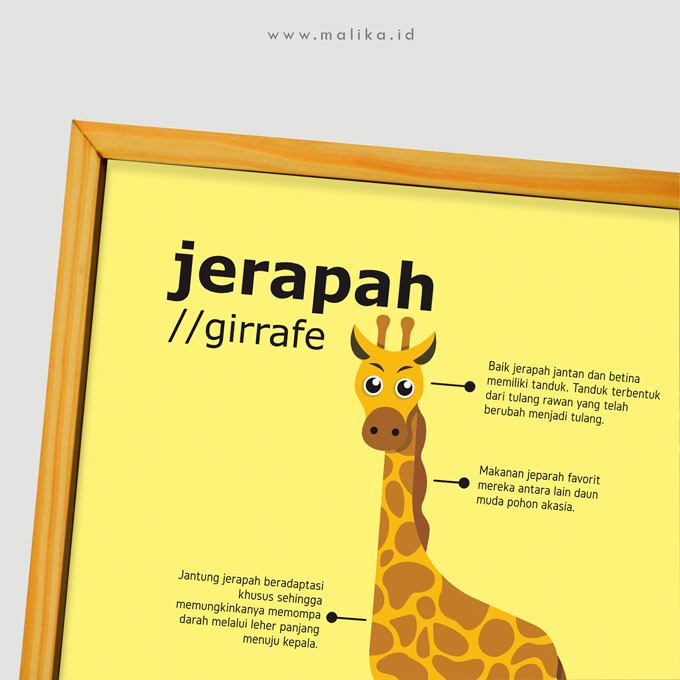 www.malika.id
jerapah
//girrafe
Baik jerapah jantan dan betina
memiliki tanduk. Tanduk terbentuk
dari tulang rawan yang telah
berubah menjadi tulang.
Makanan jeparah favorit
mereka antara lain daun
muda pohon akasia.
Jantung jerapah beradaptasi
khusus sehingga
memungkinkanya memompa
darah melalui leher panjang
menuju kepala.